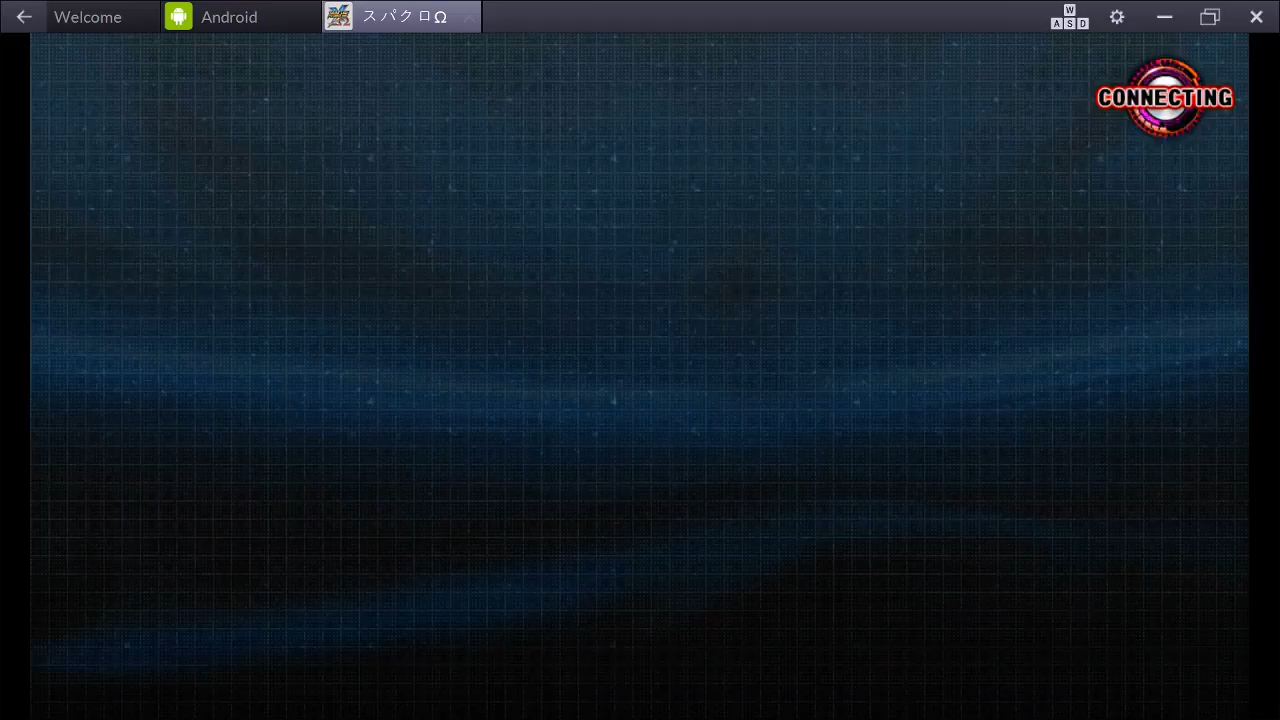 Welcome
Android
スパクロΩ
W
A S D
CONNECTING